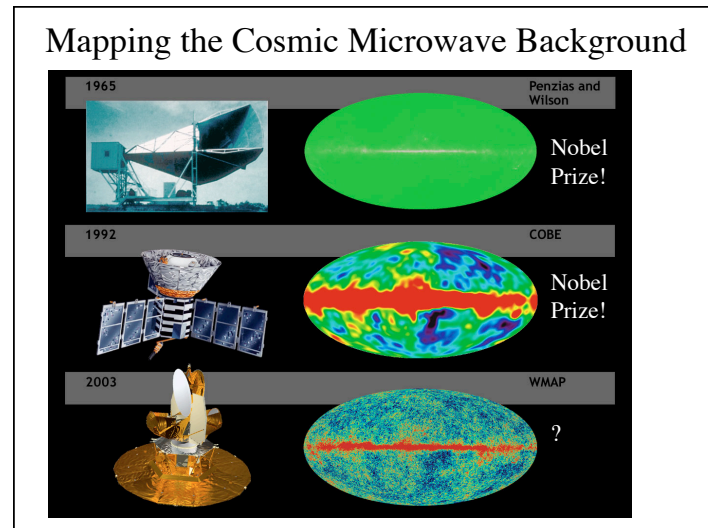 Mapping the Cosmic Microwave Background
1965
Penzias and
Wilson
Nobel
Prize!
1992
COBE
Nobel
Prize!
2003
WMAP
?